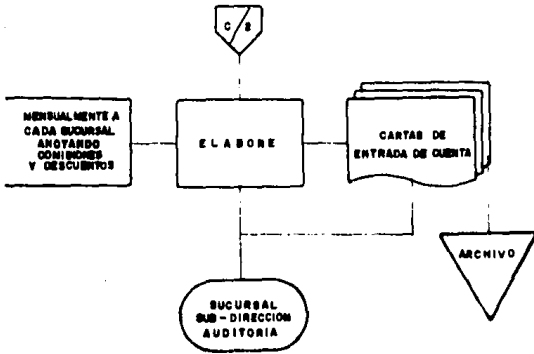 C/2
MENSUALMENTE A
CADA SUCURSAL
ANOTANDO
COMISIONES
Y DESCUENTOS
ELABORE
CARTAS DE
ENTRADA DE CUENTA
ARCHIVO
SUCURSAL
SUB-DIRECCION
AUDITORIA